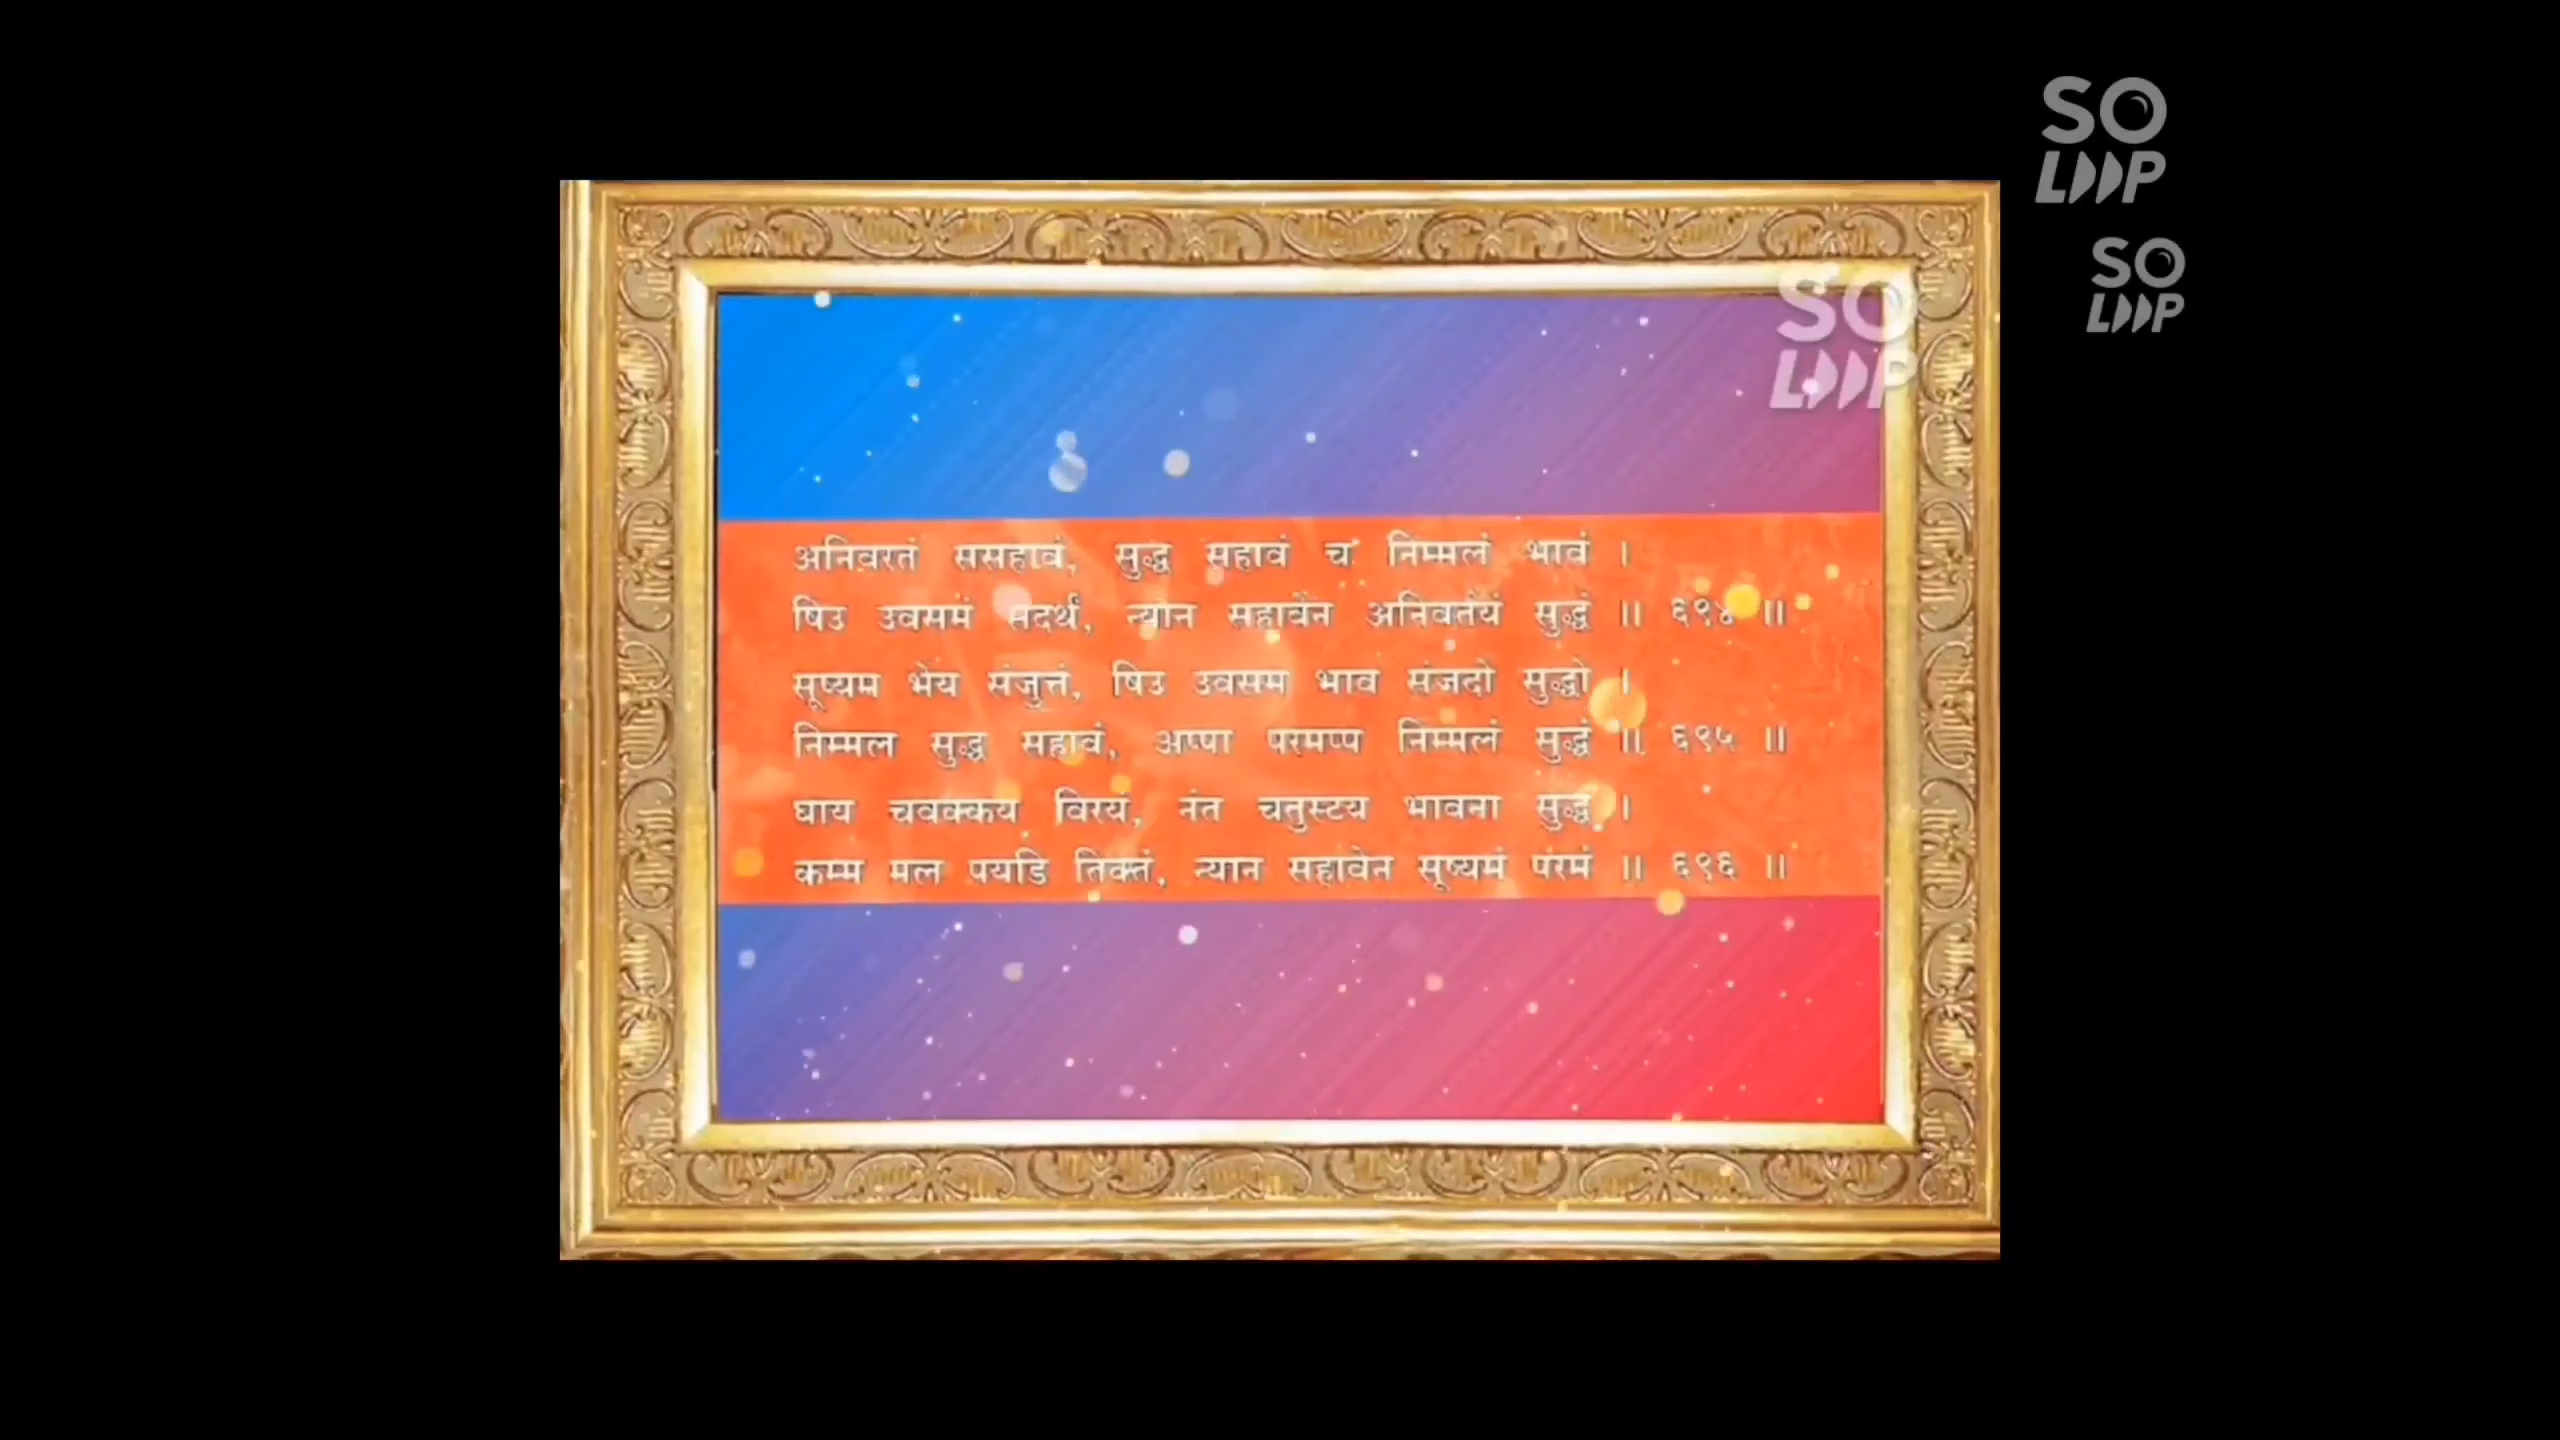 SO
LOOP
SO
LOOP
SO
LOOP
अनिवरतं ससहावं, सुद्ध सहावं च निम्मलं भावं ।
षिउ उवसमं सदर्थं, न्यान सहावेन अनिवर्तयं सुद्धं ॥ ६९४ ॥
सूष्यम भेय संजुत्तं, षिउ उवसम भाव संजदो सुद्धो ।
निम्मल सुद्ध सहावं, अप्पा परमप्प निम्मलं सुद्धं ॥ ६९५ ॥
घाय चवक्कय विरयं, नंत चतुस्टय भावना सुद्ध ।
कम्म मल पयडि तिक्तं, न्यान सहावेन सूष्यमं परमं ॥ ६९६ ॥